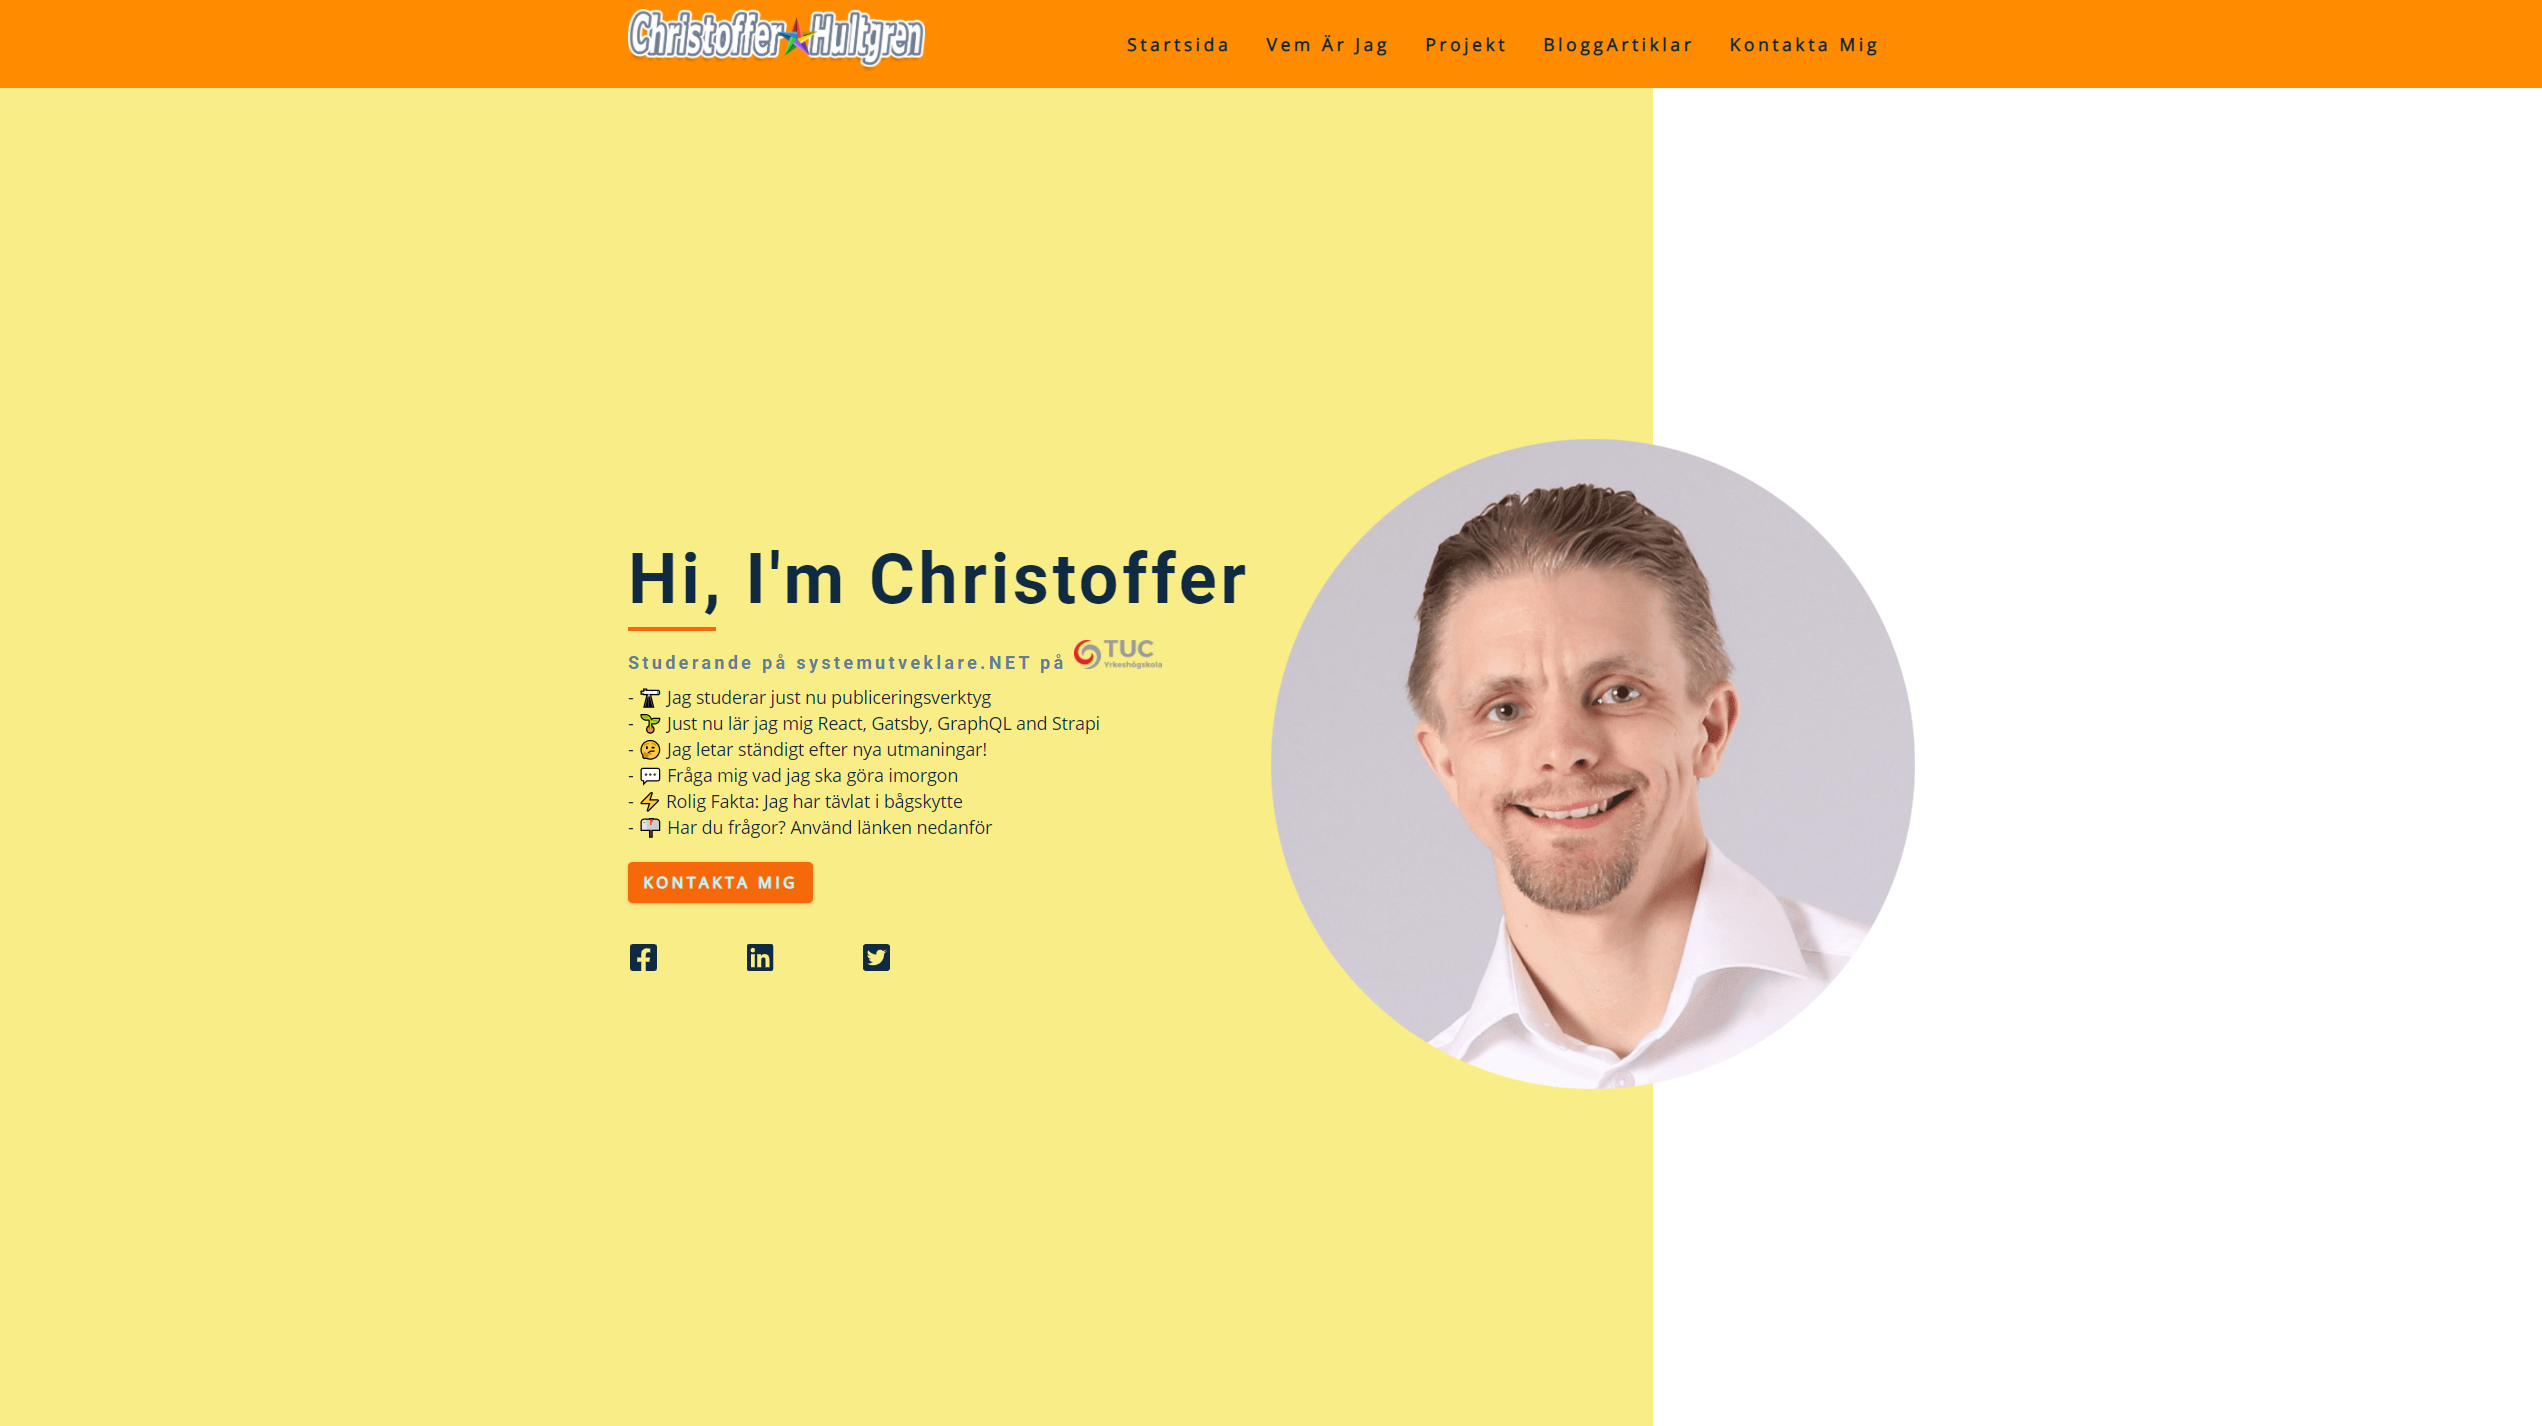 Christoffer Hultgren
Startsida Vem Är Jag Projekt BloggArtiklar Kontakta Mig
Hi, I'm Christoffer
Studerande på systemutveklare.NET på TUC
Yrkeshögskola
- Jag studerar just nu publiceringsverktyg
- Just nu lär jag mig React, Gatsby, GraphQL and Strapi
- Jag letar ständigt efter nya utmaningar!
- Fråga mig vad jag ska göra imorgon
- Rolig Fakta: Jag har tävlat i bågskytte
- Har du frågor? Använd länken nedanför
KONTAKTA MIG